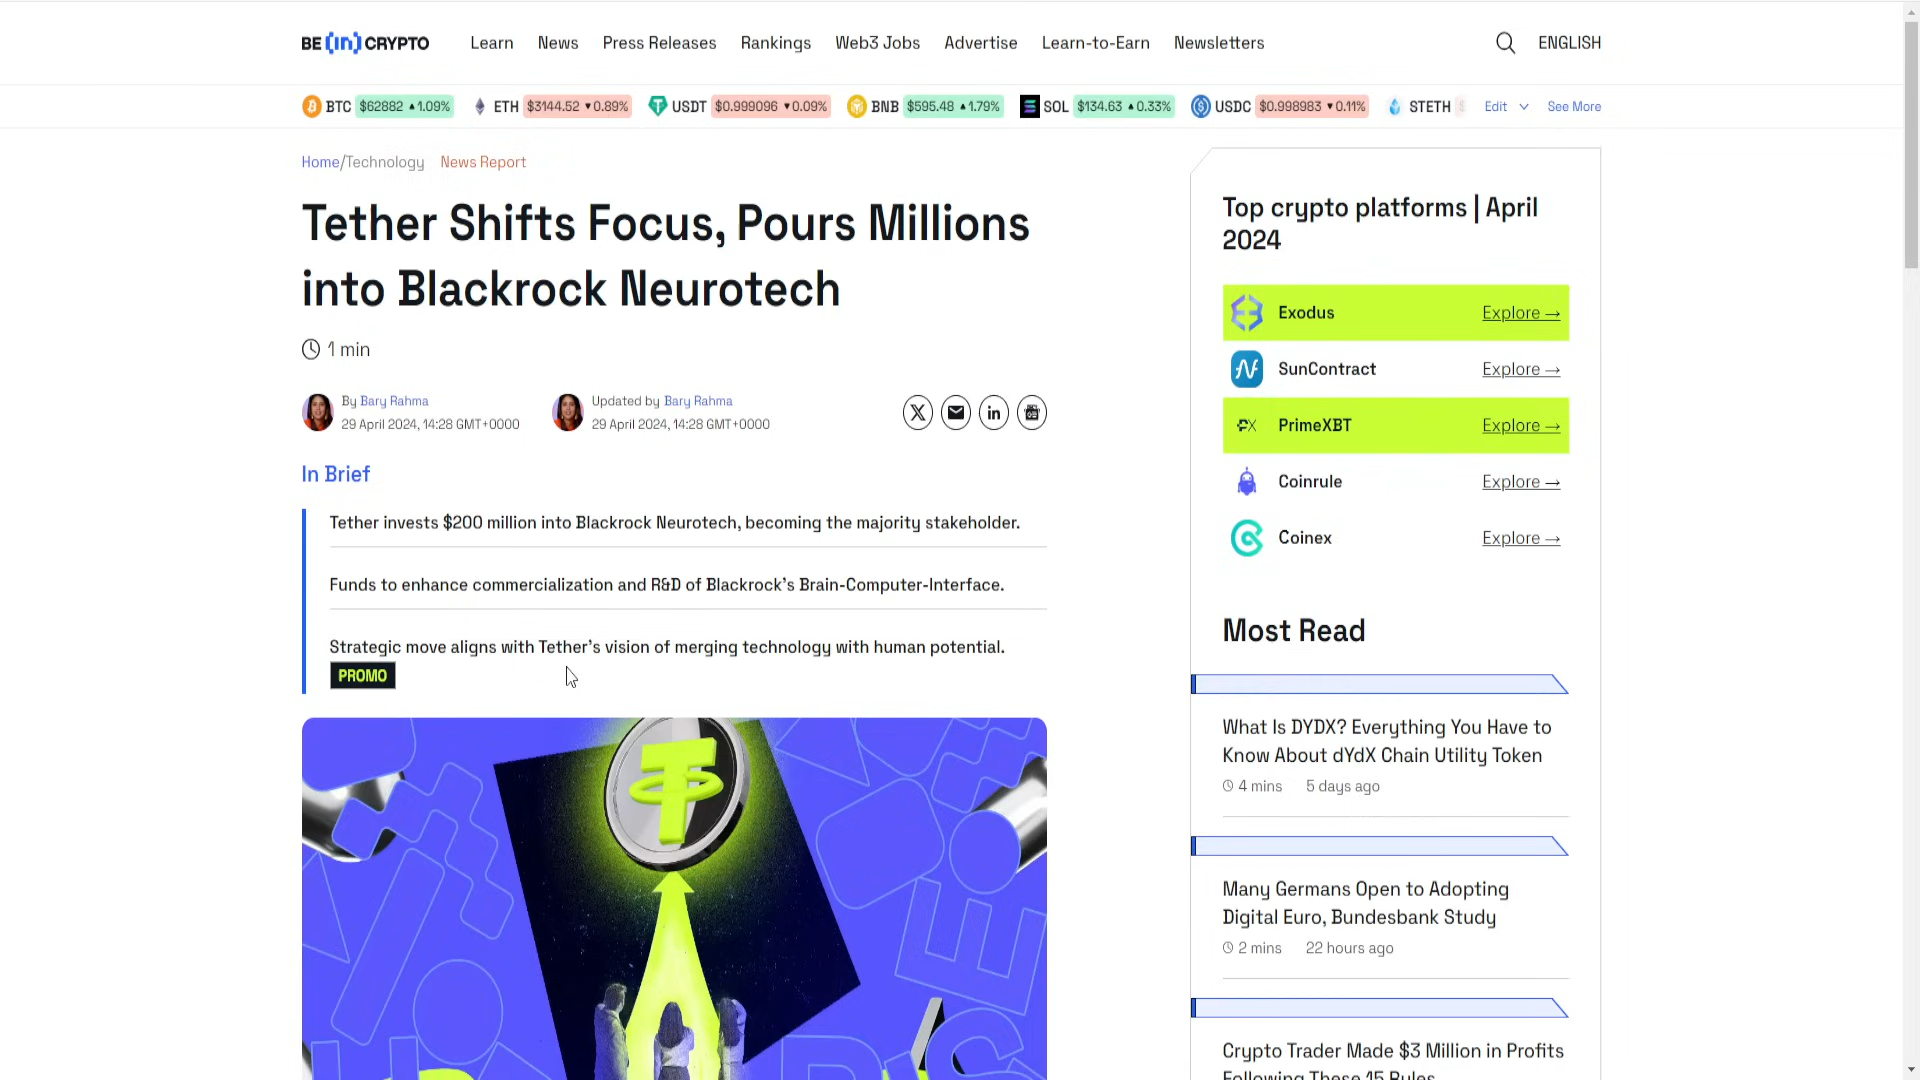 BE[in]CRYPTO
Learn
News
Press Releases
Rankings
Web3 Jobs
Advertise
Learn-to-Earn
Newsletters
ENGLISH
BTC $62882 ▲1.09%
ETH $3144.52 ▼0.89%
USDT $0.999096 ▼0.09%
BNB $595.48 ▲1.79%
SOL $134.63 ▲0.33%
USDC $0.998983 ▼0.11%
STETH $
Edit
See More
Home/Technology
News Report
Tether Shifts Focus, Pours Millions
into Blackrock Neurotech
1 min
By Bary Rahma
29 April 2024, 14:28 GMT+0000
Updated by Bary Rahma
29 April 2024, 14:28 GMT+0000
In Brief
Tether invests $200 million into Blackrock Neurotech, becoming the majority stakeholder.
Funds to enhance commercialization and R&D of Blackrock's Brain-Computer-Interface.
Strategic move aligns with Tether's vision of merging technology with human potential.
PROMO
Top crypto platforms | April
2024
Exodus
Explore →
SunContract
Explore →
PrimeXBT
Explore →
Coinrule
Explore →
Coinex
Explore →
Most Read
What Is DYDX? Everything You Have to
Know About dYdX Chain Utility Token
4 mins
5 days ago
Many Germans Open to Adopting
Digital Euro, Bundesbank Study
2 mins
22 hours ago
Crypto Trader Made $3 Million in Profits
Following These 15 Rules